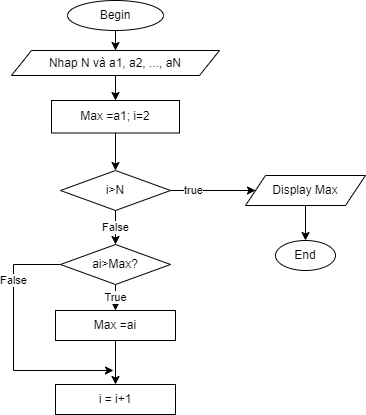 Begin
Nhap N và a1, a2, ..., aN
Max =a1; i=2
i>N
true
Display Max
False
End
ai>Max?
False
True
Max =ai
i = i+1